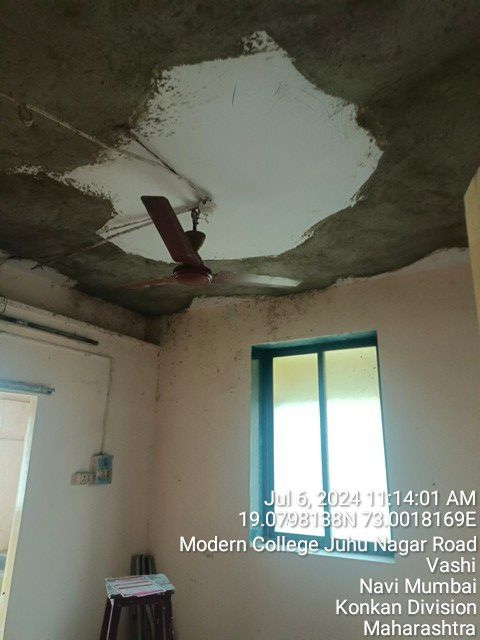 Jul 6, 2024 11:14:01 AM
19.0798138N 73.0018169E
Modern College Juhu Nagar Road
Vashi
Navi Mumbai
Konkan Division
Maharashtra